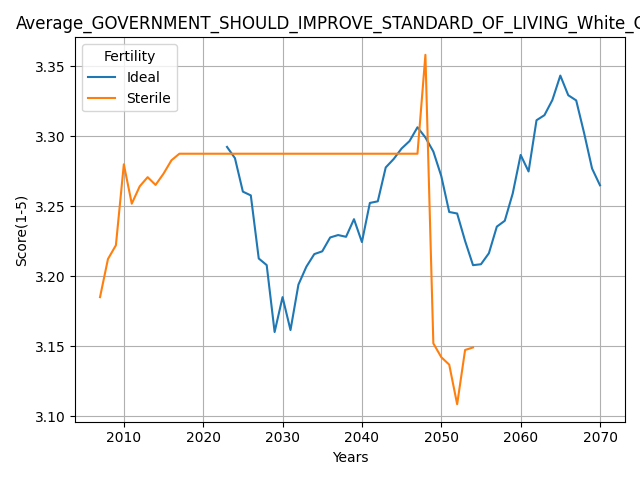 Average_GOVERNMENT_SHOULD_IMPROVE_STANDARD_OF_LIVING_White_
Fertility
Ideal
Sterile
3.35
3.30
3.25
3.20
3.15
3.10
Score(1-5)
2010 2020 2030 2040 2050 2060 2070
Years